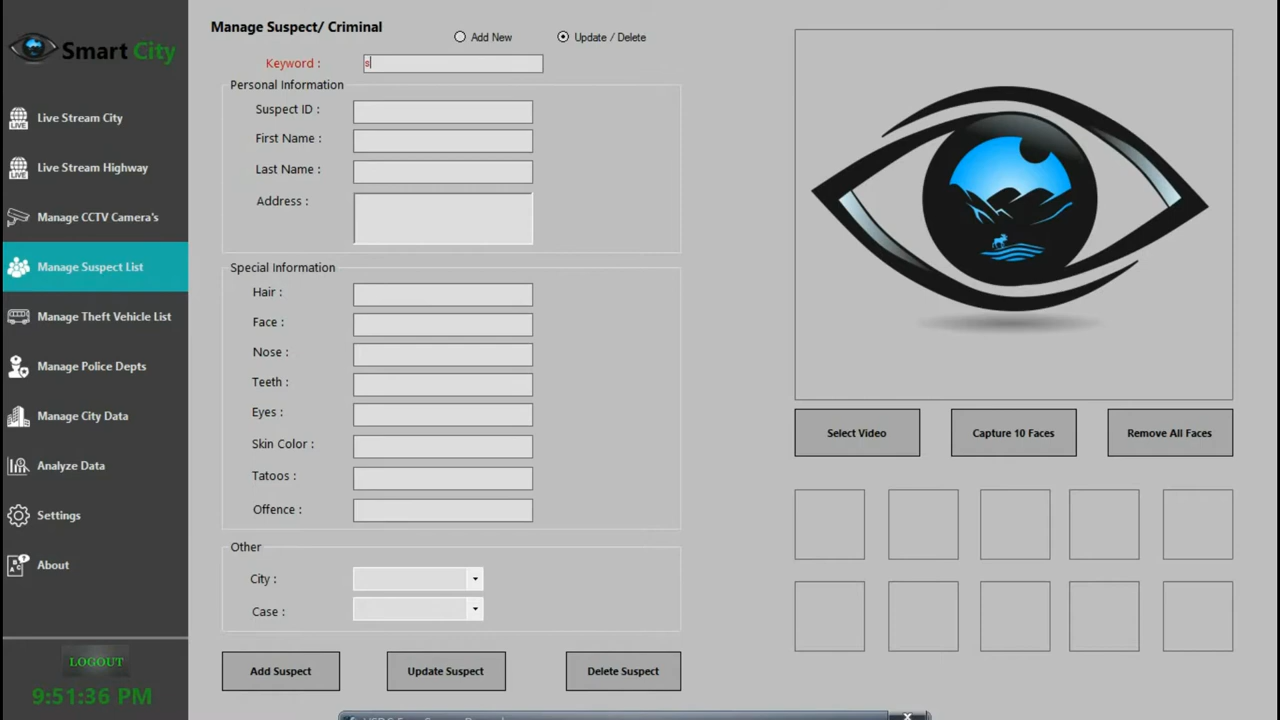 Manage Suspect/ Criminal
Add New
Update / Delete
Smart City
Keyword :
s
Personal Information
Suspect ID :
First Name :
Last Name :
Address :
Live Stream City
Live Stream Highway
Manage CCTV Camera's
Manage Suspect List
Manage Theft Vehicle List
Manage Police Depts
Manage City Data
Analyze Data
Settings
About
Special Information
Hair :
Face :
Nose :
Teeth :
Eyes :
Skin Color :
Tatoos :
Offence :
Select Video
Capture 10 Faces
Remove All Faces
Other
City :
Case :
LOGOUT
9:51:36 PM
Add Suspect
Update Suspect
Delete Suspect